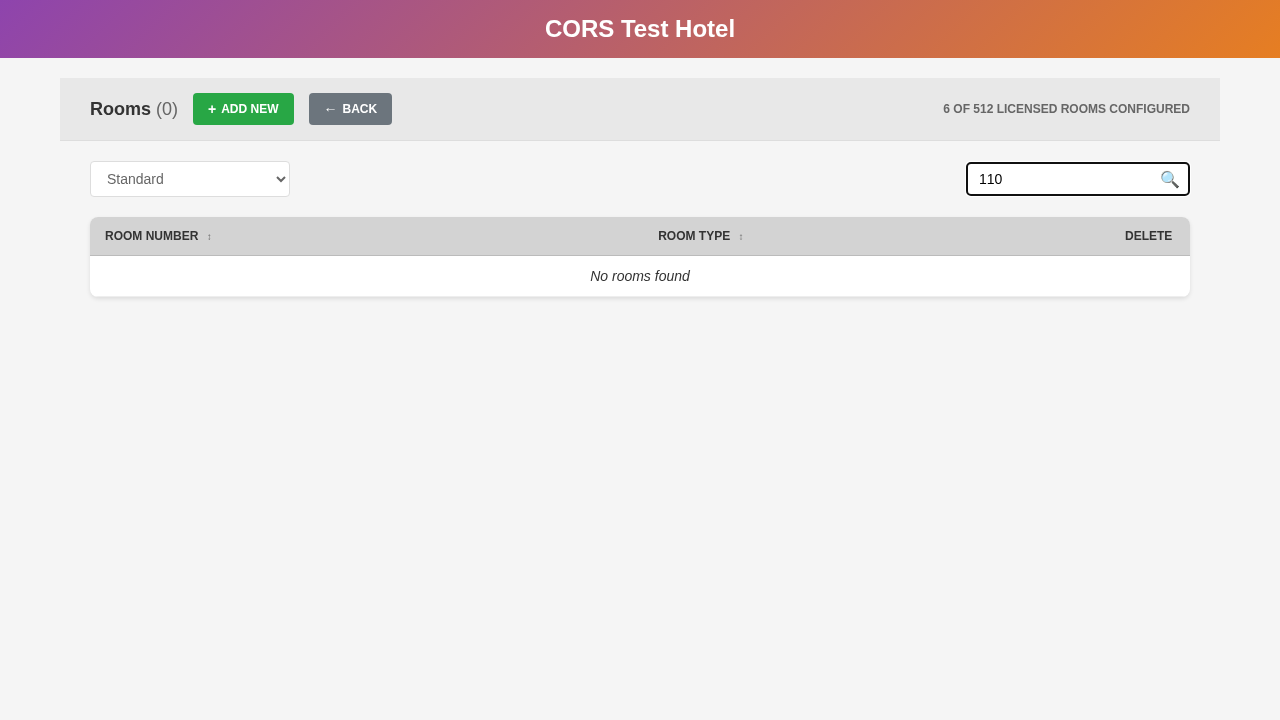 CORS Test Hotel
Rooms (0)
+ ADD NEW
← BACK
6 OF 512 LICENSED ROOMS CONFIGURED
Standard
110
ROOM NUMBER ↕
ROOM TYPE ↕
DELETE
No rooms found